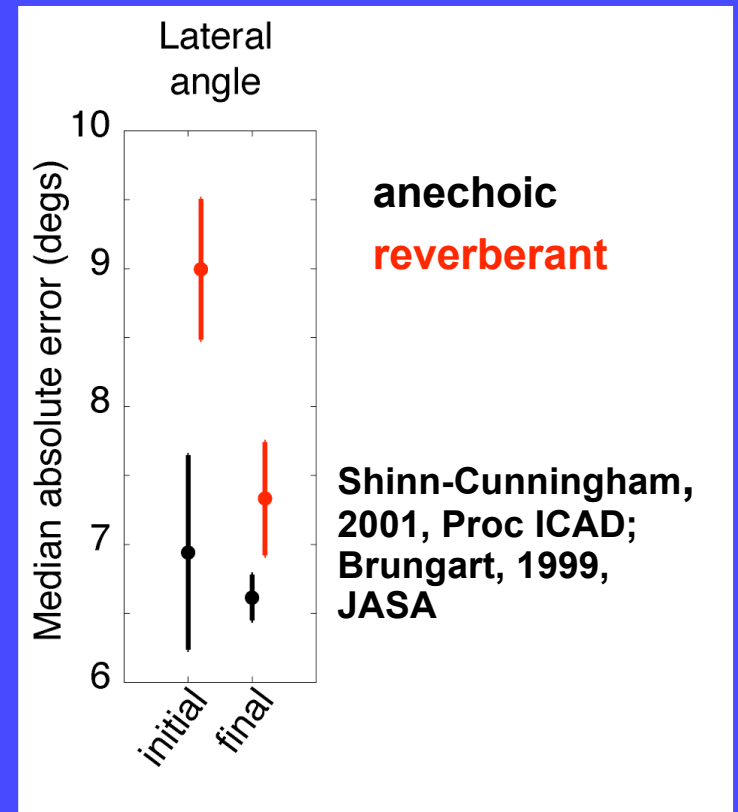 Lateral
angle
10
9
8
7
6
Median absolute error (degs)
initial
final
anechoic
reverberant
Shinn-Cunningham,
2001, Proc ICAD;
Brungart, 1999,
JASA